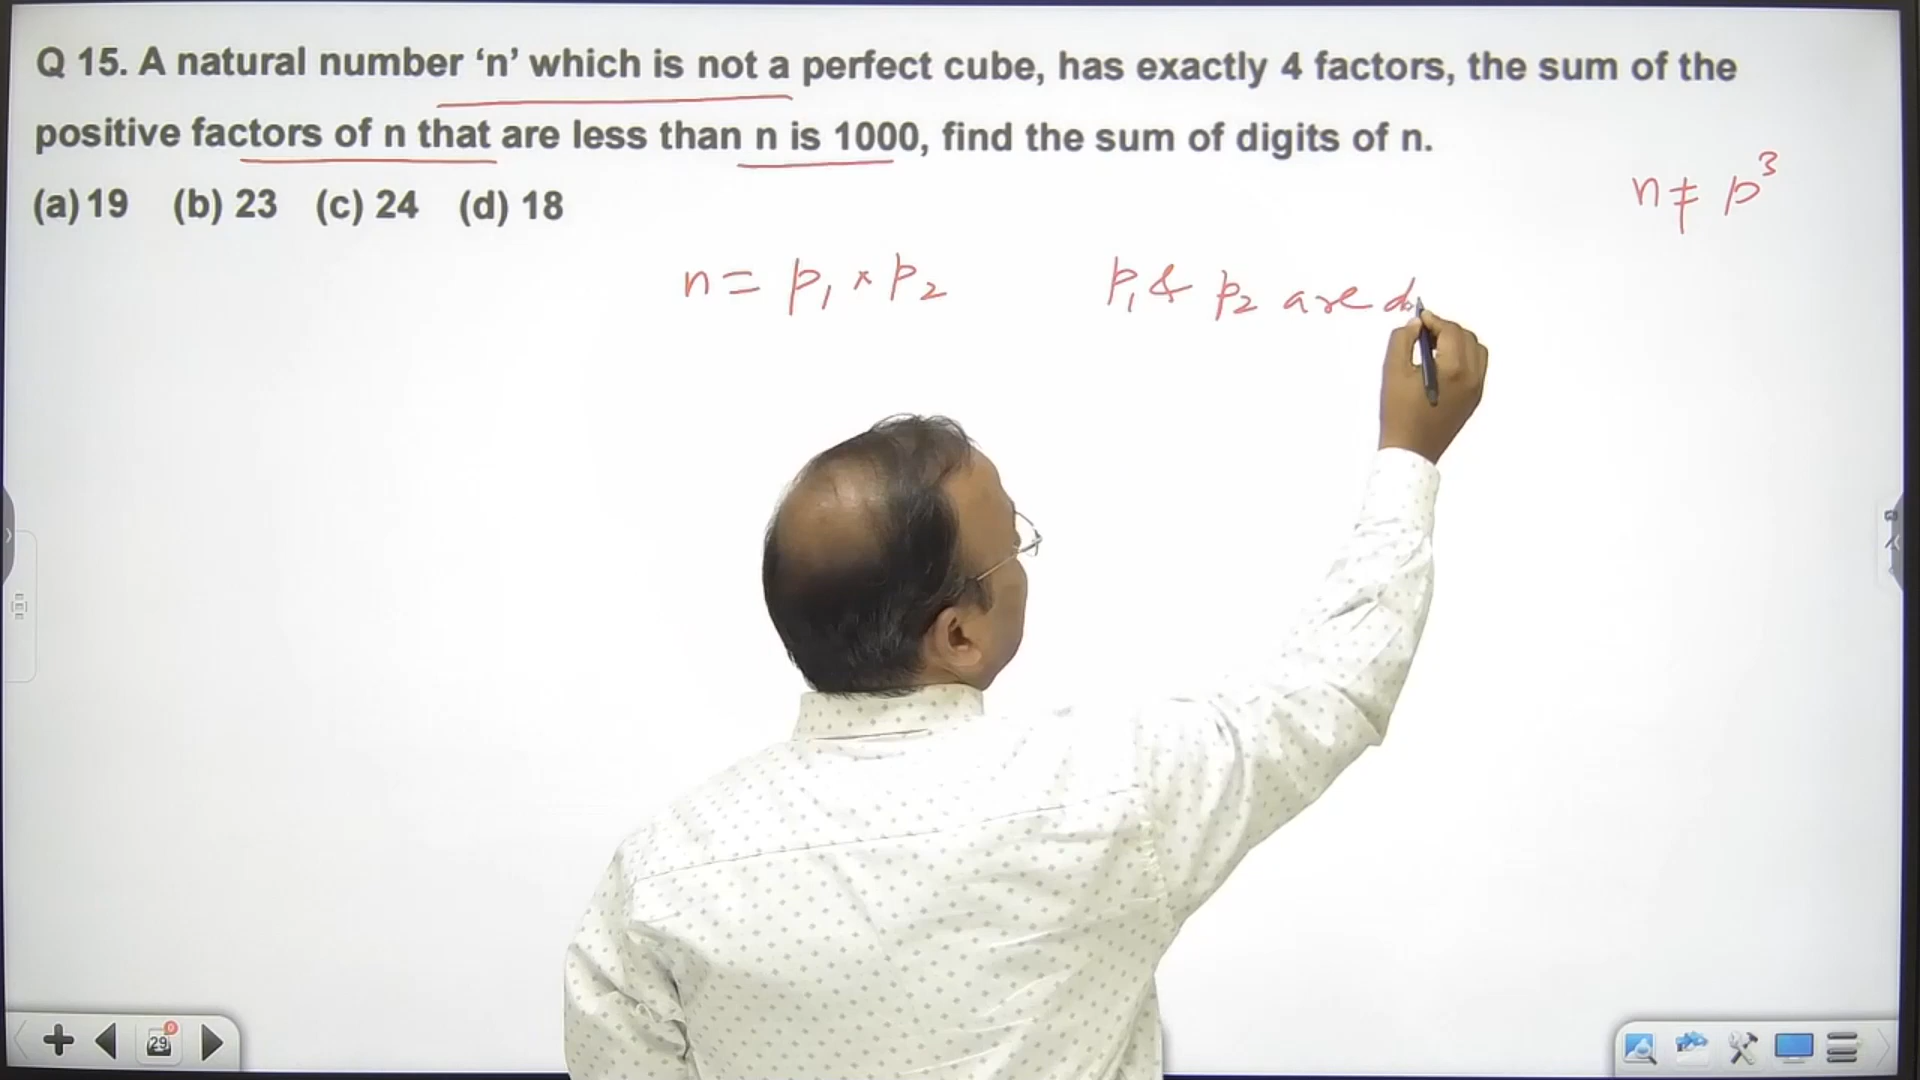 Q 15. A natural number ‘n’ which is not a perfect cube, has exactly 4 factors, the sum of the
positive factors of n that are less than n is 1000, find the sum of digits of n.
(a) 19 (b) 23 (c) 24 (d) 18
n ≠ p³
n = p₁ × p₂ p₁ & p₂ are
29
0